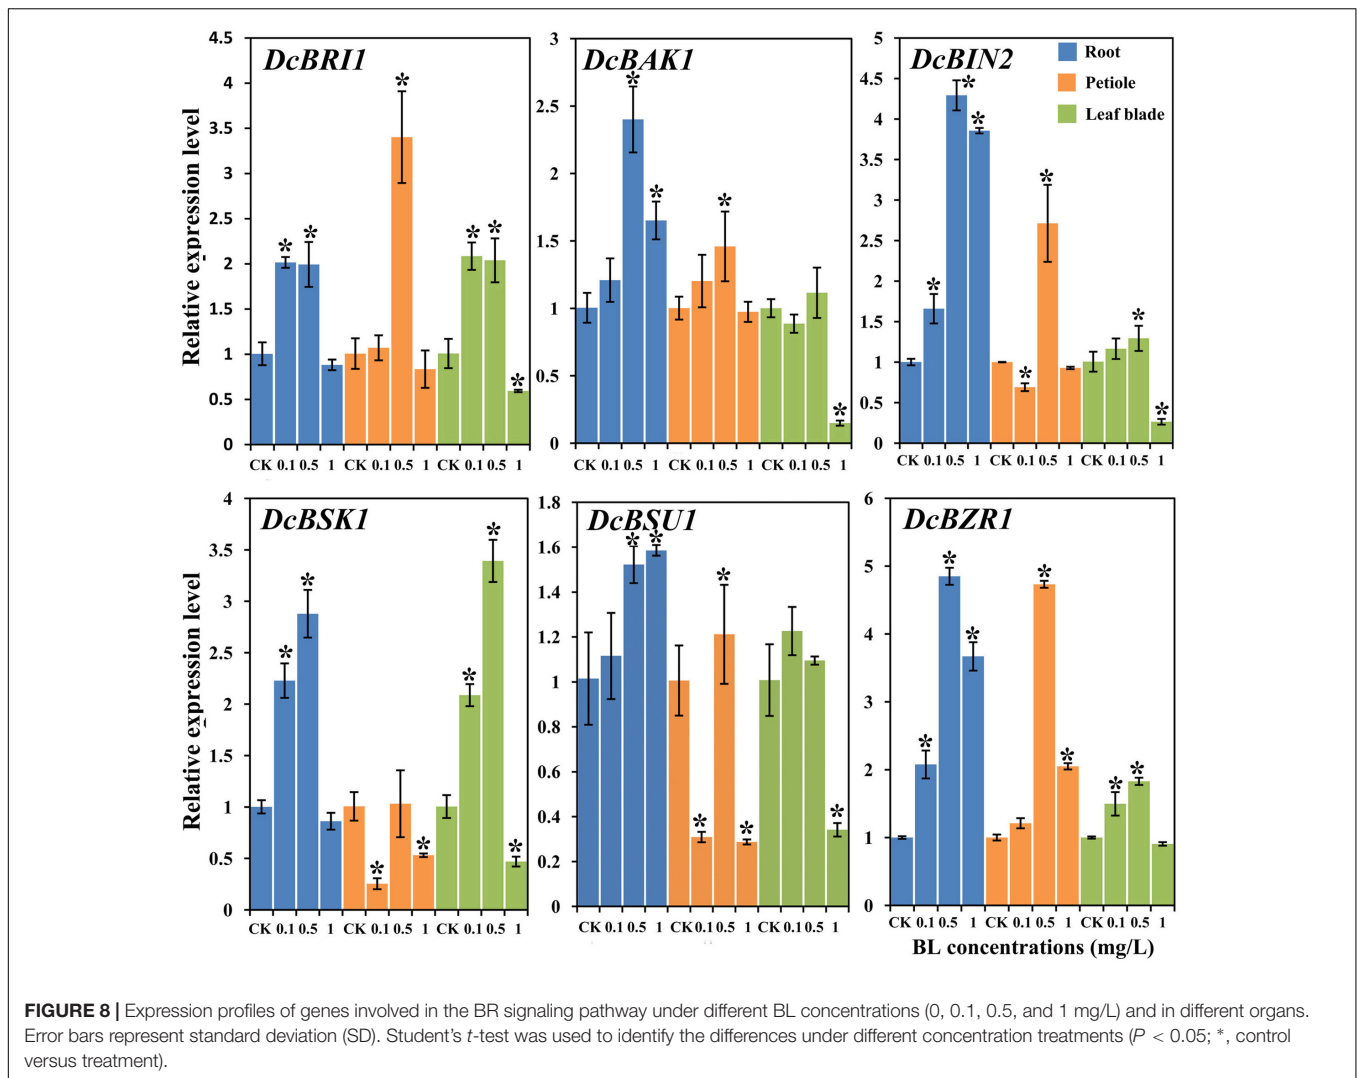 DcBRI1
Relative expression level
4.5
4
3.5
3
2.5
2
1.5
1
0.5
0
* * * * * *
CK 0.1 0.5 1 CK 0.1 0.5 1 CK 0.1 0.5 1
DcBAK1
3
2.5
2
1.5
1
0.5
0
* * * *
CK 0.1 0.5 1 CK 0.1 0.5 1 CK 0.1 0.5 1
DcBIN2
Root
Petiole
Leaf blade
5
4.5
4
3.5
3
2.5
2
1.5
1
0.5
0
* * * * * * *
CK 0.1 0.5 1 CK 0.1 0.5 1 CK 0.1 0.5 1
DcBSK1
Relative expression level
4
3.5
3
2.5
2
1.5
1
0.5
0
* * * * * * *
CK 0.1 0.5 1 CK 0.1 0.5 1 CK 0.1 0.5 1
DcBSU1
1.8
1.6
1.4
1.2
1
0.8
0.6
0.4
0.2
0
* * * * * *
CK 0.1 0.5 1 CK 0.1 0.5 1 CK 0.1 0.5 1
DcBZR1
6
5
4
3
2
1
0
* * * * * * *
CK 0.1 0.5 1 CK 0.1 0.5 1 CK 0.1 0.5 1
BL concentrations (mg/L)
FIGURE 8 | Expression profiles of genes involved in the BR signaling pathway under different BL concentrations (0, 0.1, 0.5, and 1 mg/L) and in different organs.
Error bars represent standard deviation (SD). Student's t-test was used to identify the differences under different concentration treatments (P < 0.05; *, control
versus treatment).